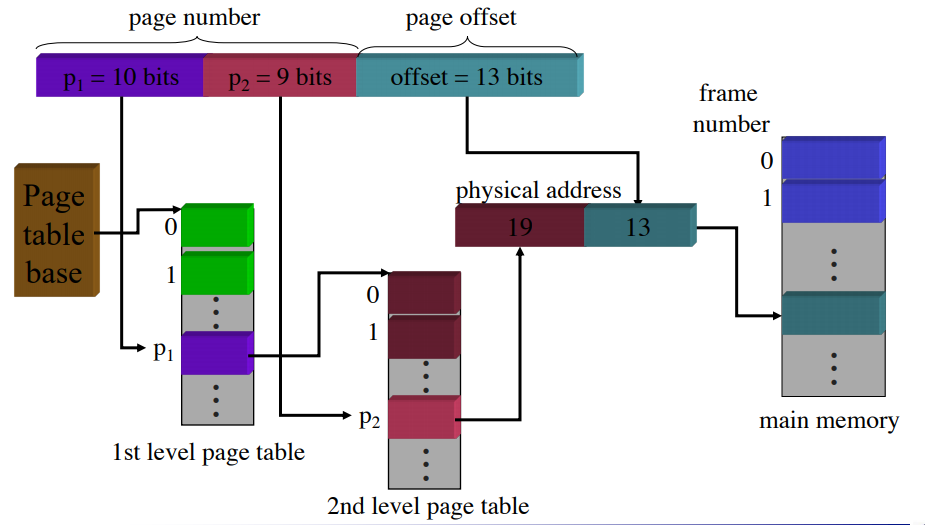 page number
page offset
p₁ = 10 bits
p₂ = 9 bits
offset = 13 bits
frame
number
0
1
Page
table
base
physical address
19
13
0
1
p₁
0
1
p₂
main memory
1st level page table
2nd level page table